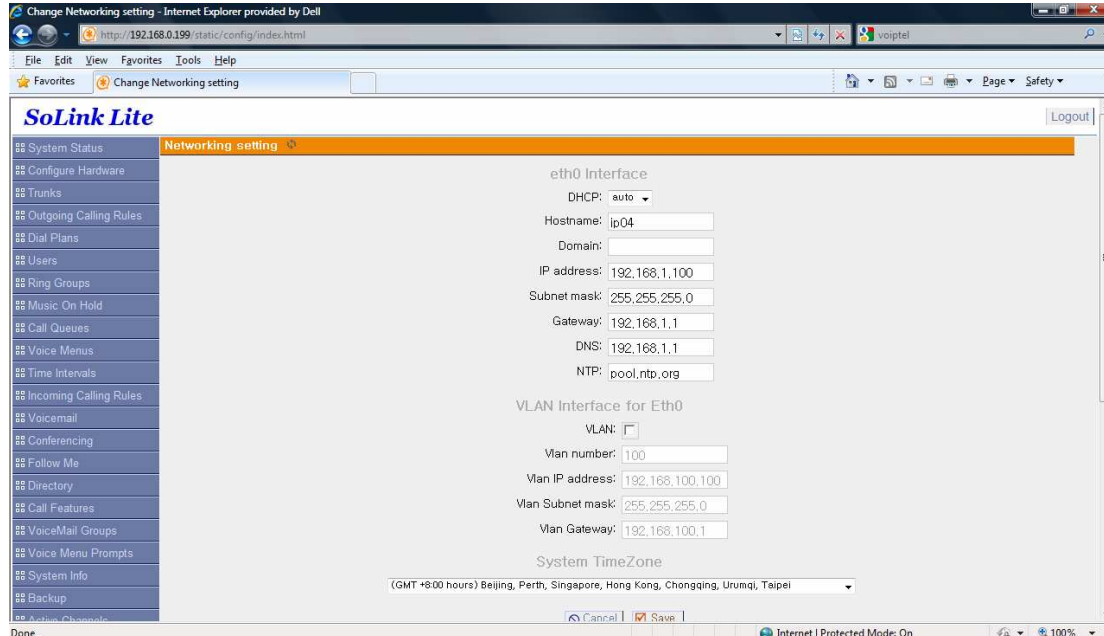 Change Networking setting - Internet Explorer provided by Dell
http://192.168.0.199/static/config/index.html
voiptel
File Edit View Favorites Tools Help
Favorites
Change Networking setting
Page
Safety
SoLink Lite
Logout
System Status
Networking setting
Configure Hardware
Trunks
Outgoing Calling Rules
Dial Plans
Users
Ring Groups
Music On Hold
Call Queues
Voice Menus
Time Intervals
Incoming Calling Rules
Voicemail
Conferencing
Follow Me
Directory
Call Features
VoiceMail Groups
Voice Menu Prompts
System Info
Backup
Active Channels
eth0 Interface
DHCP: auto
Hostname: ip04
Domain:
IP address: 192.168.1.100
Subnet mask: 255.255.255.0
Gateway: 192.168.1.1
DNS: 192.168.1.1
NTP: pool.ntp.org
VLAN Interface for Eth0
VLAN:
Vlan number: 100
Vlan IP address: 192.168.100.100
Vlan Subnet mask: 255.255.255.0
Vlan Gateway: 192.168.100.1
System TimeZone
(GMT +8:00 hours) Beijing, Perth, Singapore, Hong Kong, Chongqing, Urumqi, Taipei
Cancel Save
Done
Internet | Protected Mode: On
100%